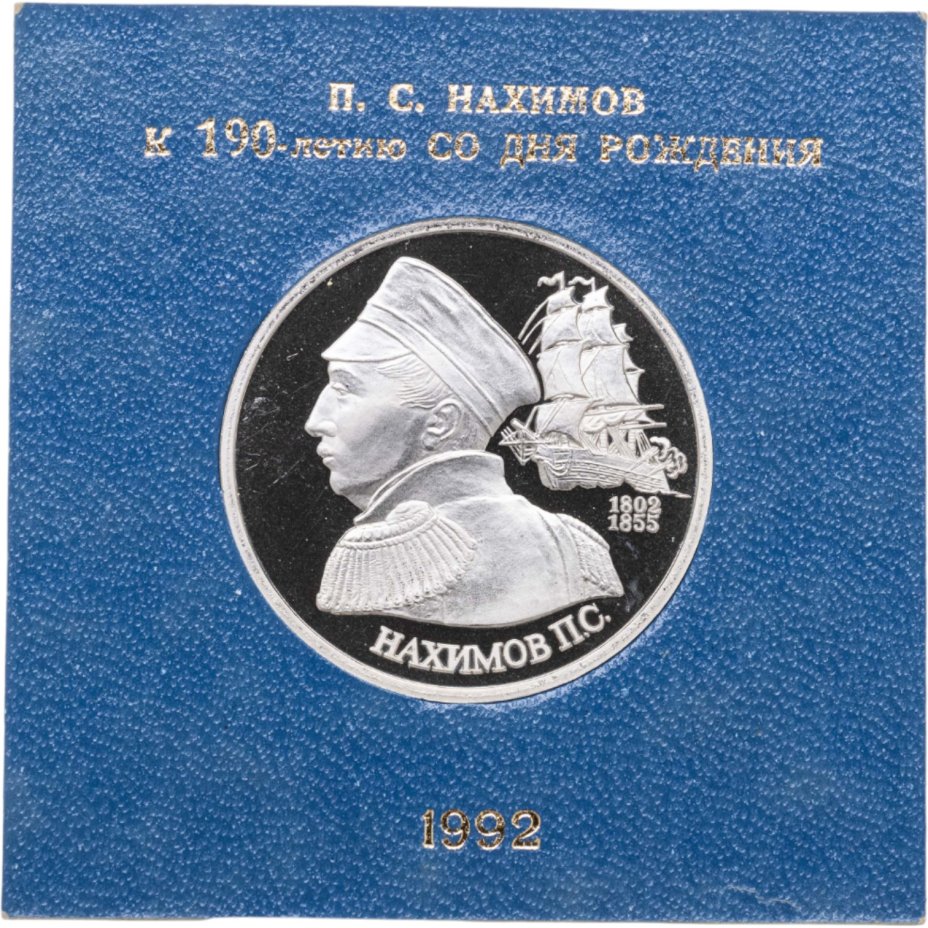 П. С. НАХИМОВ
К 190-летию СО ДНЯ РОЖДЕНИЯ
1802
1855
НАХИМОВ П.С.
1992